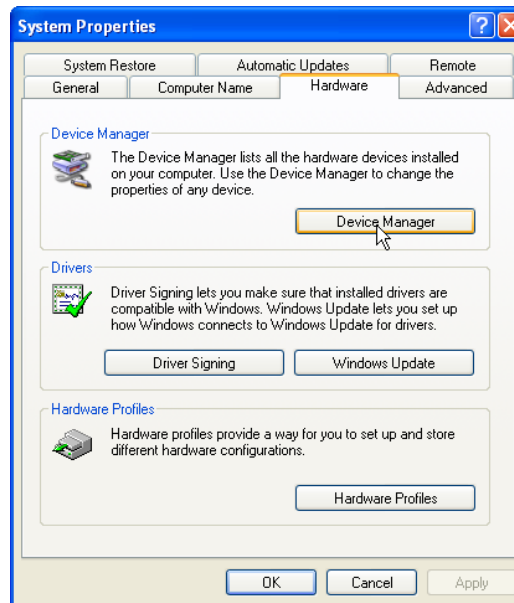 System Properties
System Restore Automatic Updates Remote
General Computer Name Hardware Advanced
Device Manager
The Device Manager lists all the hardware devices installed
on your computer. Use the Device Manager to change the
properties of any device.
Device Manager
Drivers
Driver Signing lets you make sure that installed drivers are
compatible with Windows. Windows Update lets you set up
how Windows connects to Windows Update for drivers.
Driver Signing Windows Update
Hardware Profiles
Hardware profiles provide a way for you to set up and store
different hardware configurations.
Hardware Profiles
OK Cancel Apply